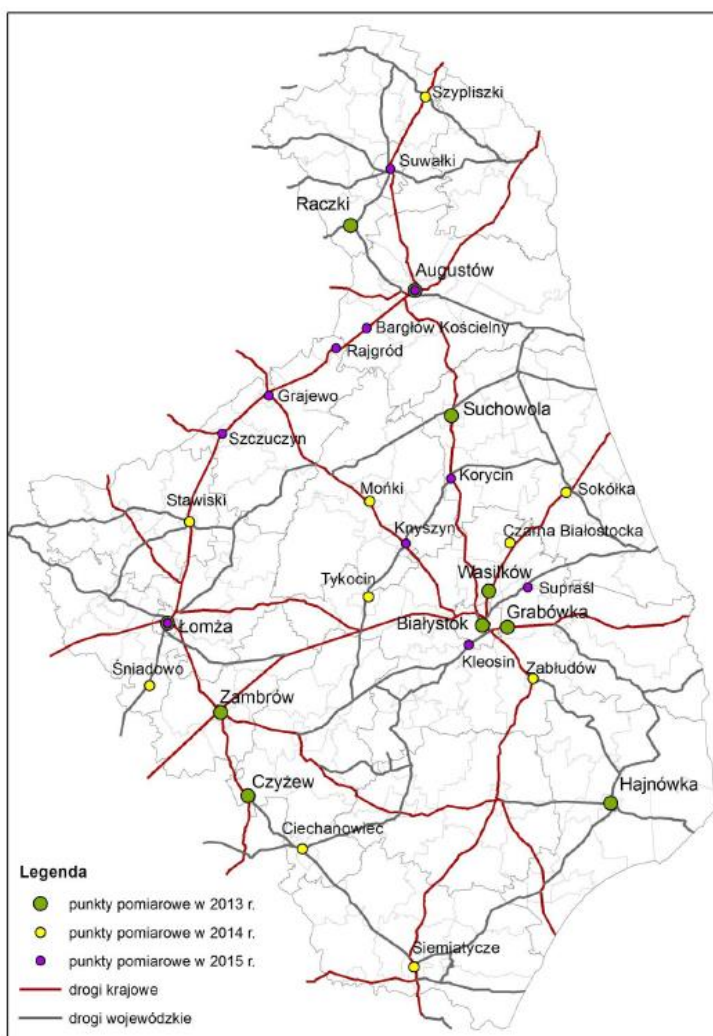 Szypliszki
Suwałki
Raczki
Augustów
Bargłów Kościelny
Rajgród
Grajewo
Suchowola
Szczuczyn
Korycin
Mońki
Sokółka
Stawiski
Knyszyn
Czarna Białostocka
Tykocin
Wasilków
Supraśl
Białystok
Grabówka
Łomża
Kleosin
Śniadowo
Zabłudów
Zambrów
Czyżew
Hajnówka
Ciechanowiec
Siemiatycze
Legenda
punkty pomiarowe w 2013 r.
punkty pomiarowe w 2014 r.
punkty pomiarowe w 2015 r.
drogi krajowe
drogi wojewódzkie